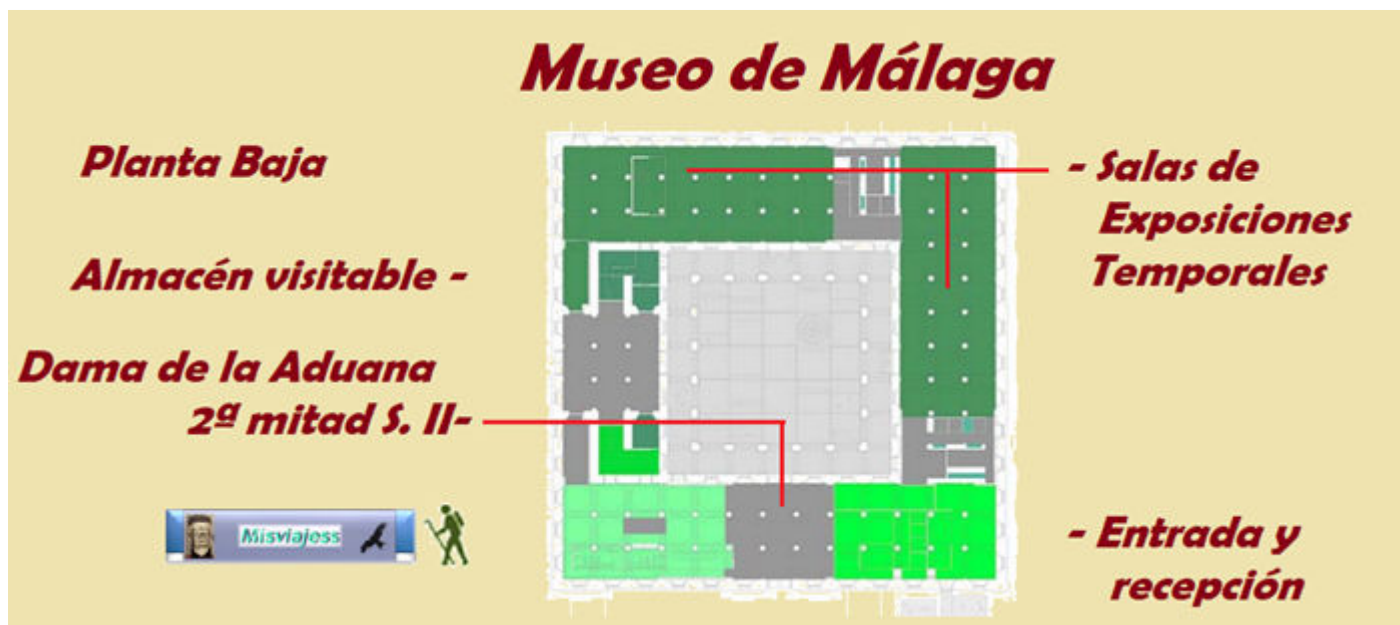 Museo de Málaga
Planta Baja
Almacén visitable -
Dama de la Aduana
2ª mitad S. II-
Misviajess
- Salas de
Exposiciones
Temporales
- Entrada y
recepción